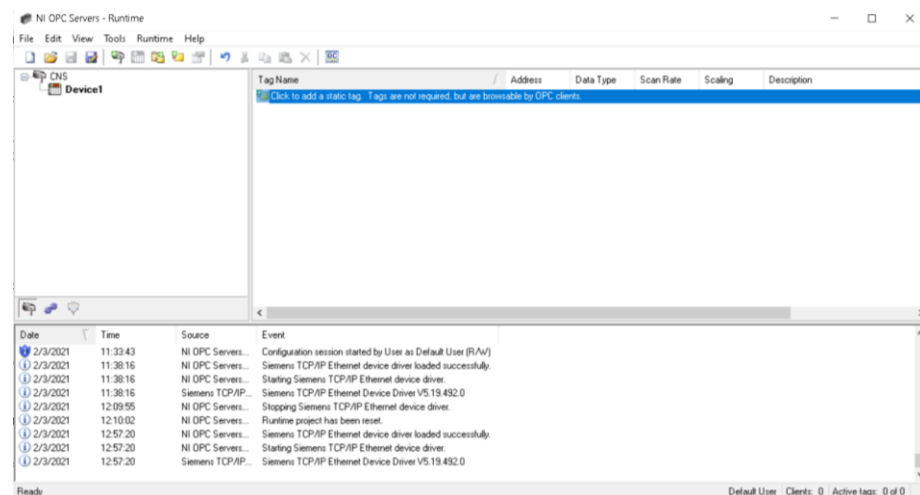 NI OPC Servers - Runtime
File Edit View Tools Runtime Help
CNS
Device1
Tag Name / Address Data Type Scan Rate Scaling Description
Click to add a static tag. Tags are not required, but are browsable by OPC clients.
Date Time Source Event
2/3/2021 11:33:43 NI OPC Servers... Configuration session started by User as Default User (R/W)
2/3/2021 11:38:16 NI OPC Servers... Siemens TCP/IP Ethernet device driver loaded successfully.
2/3/2021 11:38:16 NI OPC Servers... Starting Siemens TCP/IP Ethernet device driver.
2/3/2021 11:38:16 Siemens TCP/IP... Siemens TCP/IP Ethernet Device Driver V5.19.492.0
2/3/2021 12:09:55 NI OPC Servers... Stopping Siemens TCP/IP Ethernet device driver.
2/3/2021 12:10:02 NI OPC Servers... Runtime project has been reset.
2/3/2021 12:57:20 NI OPC Servers... Siemens TCP/IP Ethernet device driver loaded successfully.
2/3/2021 12:57:20 NI OPC Servers... Starting Siemens TCP/IP Ethernet device driver.
2/3/2021 12:57:20 Siemens TCP/IP... Siemens TCP/IP Ethernet Device Driver V5.19.492.0
Ready Default User Clients: 0 Active tags: 0 of 0